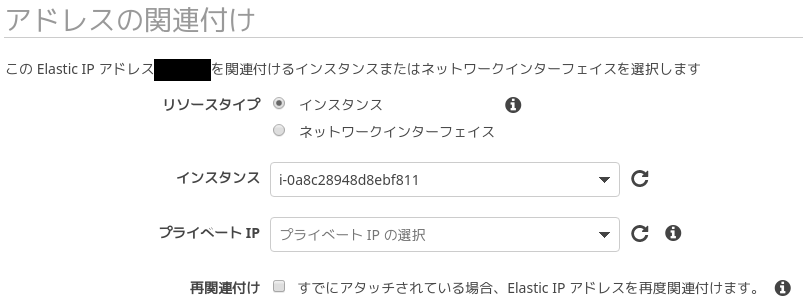 アドレスの関連付け
この Elastic IP アドレス を関連付けるインスタンスまたはネットワークインターフェイスを選択します
リソースタイプ インスタンス
ネットワークインターフェイス
インスタンス i-0a8c28948d8ebf811
プライベート IP プライベート IP の選択
再関連付け すでにアタッチされている場合、Elastic IP アドレスを再度関連付けます。